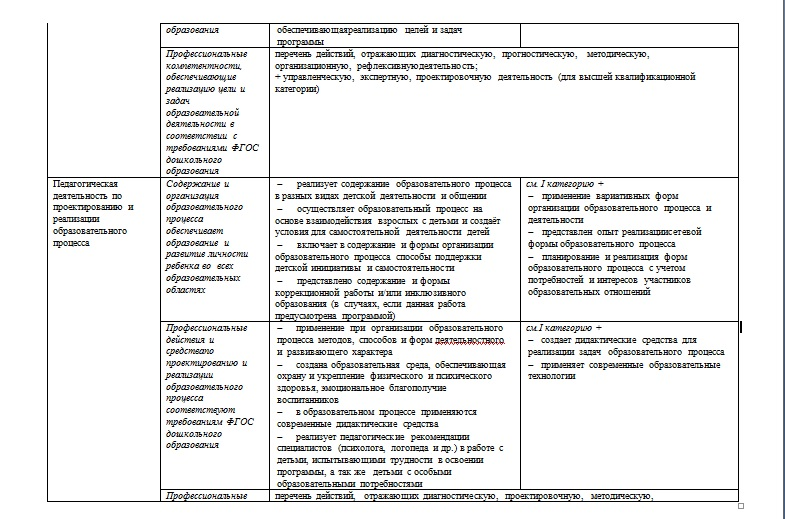 образования
обеспечивающаяреализацию целей и задач
программы
Профессиональные
компетентности,
обеспечивающие
реализацию цели и
задач
образовательной
деятельности в
соответствии с
требованиями ФГОС
дошкольного
образования
перечень действий, отражающих диагностическую, прогностическую, методическую,
организационную, рефлексивнуюдеятельность;
+ управленческую, экспертную, проектировочную деятельность (для высшей квалификационной
категории)
Педагогическая
деятельность по
проектированию и
реализации
образовательного
процесса
Содержание и
организация
образовательного
процесса
обеспечивает
образование и
развитие личности
ребенка во всех
образовательных
областях
– реализует содержание образовательного процесса
в разных видах детской деятельности и общении
– осуществляет образовательный процесс на
основе взаимодействия взрослых с детьми и создаёт
условия для самостоятельной деятельности детей
– включает в содержание и формы организации
образовательного процесса способы поддержки
детской инициативы и самостоятельности
– представлено содержание и формы
коррекционной работы и/или инклюзивного
образования (в случаях, если данная работа
предусмотрена программой)
см. I категорию +
– применение вариативных форм
организации образовательного процесса и
деятельности
– представлен опыт реализациисетевой
формы образовательного процесса
– планирование и реализация форм
образовательного процесса с учетом
потребностей и интересов участников
образовательных отношений
Профессиональные
действия и
средствапо
проектированию и
реализации
образовательного
процесса
соответствуют
требованиям ФГОС
дошкольного
образования
– применение при организации образовательного
процесса методов, способов и форм деятельностного
и развивающего характера
– создана образовательная среда, обеспечивающая
охрану и укрепление физического и психического
здоровья, эмоциональное благополучие
воспитанников
– в образовательном процессе применяются
современные дидактические средства
– реализует педагогические рекомендации
специалистов (психолога, логопеда и др.) в работе с
детьми, испытывающими трудности в освоении
программы, а так же детьми с особыми
образовательными потребностями
см.I категорию +
– создает дидактические средства для
реализации задач образовательного процесса
– применяет современные образовательные
технологии
Профессиональные
перечень действий, отражающих диагностическую, проектировочную, методическую,